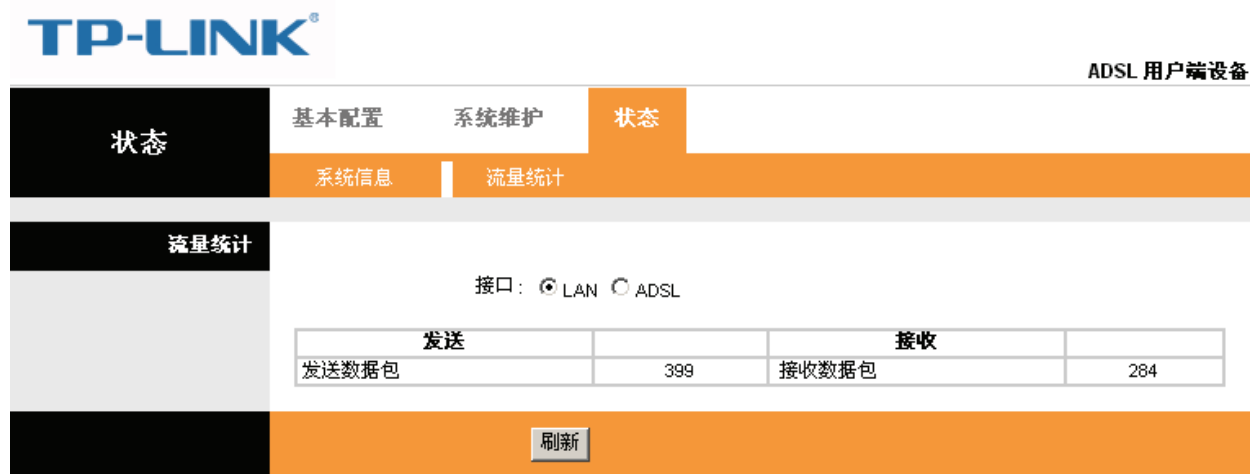 TP-LINK®
ADSL 用户端设备
状态
基本配置 系统维护 状态
系统信息 流量统计
流量统计
接口: LAN ADSL
发送 接收
发送数据包 399 接收数据包 284
刷新